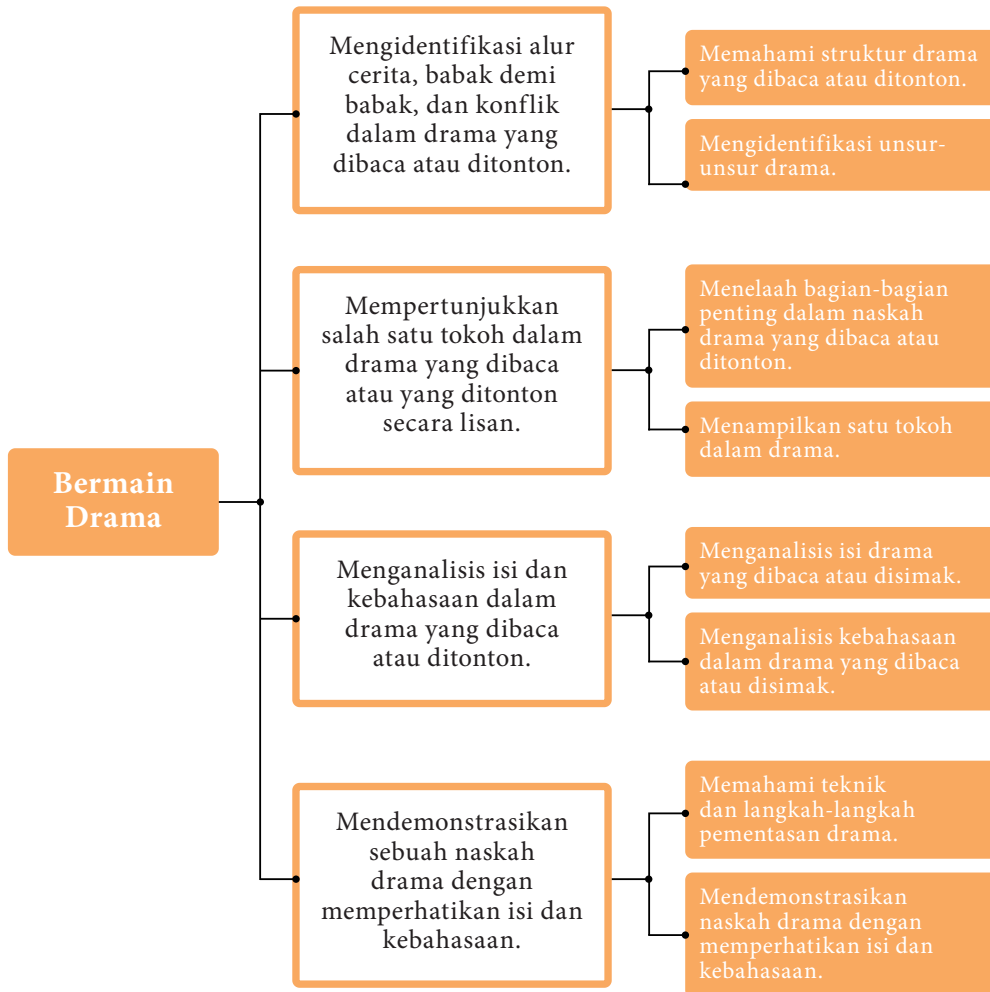 Bermain
Drama
Mengidentifikasi alur
cerita, babak demi
babak, dan konflik
dalam drama yang
dibaca atau ditonton.
Memahami struktur drama
yang dibaca atau ditonton.
Mengidentifikasi unsur-
unsur drama.
Mempertunjukkan
salah satu tokoh dalam
drama yang dibaca
atau yang ditonton
secara lisan.
Menelaah bagian-bagian
penting dalam naskah
drama yang dibaca atau
ditonton.
Menampilkan satu tokoh
dalam drama.
Menganalisis isi dan
kebahasaan dalam
drama yang dibaca
atau ditonton.
Menganalisis isi drama
yang dibaca atau disimak.
Menganalisis kebahasaan
dalam drama yang dibaca
atau disimak.
Mendemonstrasikan
sebuah naskah
drama dengan
memperhatikan isi dan
kebahasaan.
Memahami teknik
dan langkah-langkah
pementasan drama.
Mendemonstrasikan
naskah drama dengan
memperhatikan isi dan
kebahasaan.